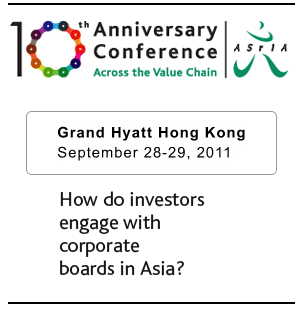 10th Anniversary
Conference
Across the Value Chain
ASrIA
Grand Hyatt Hong Kong
September 28-29, 2011
How do investors
engage with
corporate
boards in Asia?